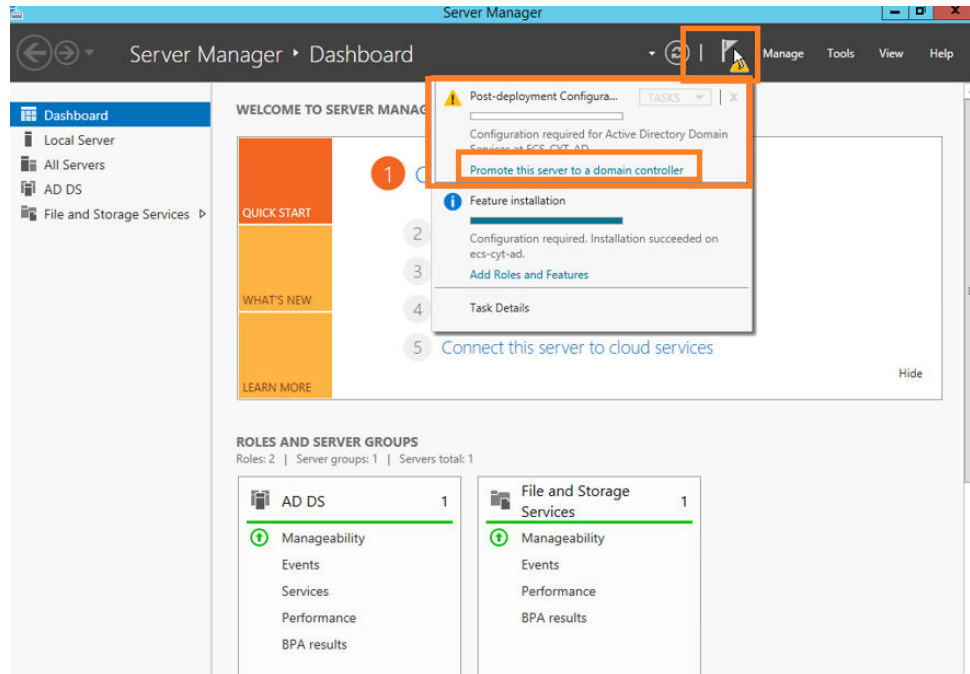 Server Manager
Server Manager • Dashboard
Manage Tools View Help
Dashboard
Local Server
All Servers
AD DS
File and Storage Services
WELCOME TO SERVER MANAG
QUICK START
WHAT'S NEW
LEARN MORE
1
2
3
4
5 Connect this server to cloud services
Hide
Post-deployment Configura... TASKS X
Configuration required for Active Directory Domain
Services at ECS-CYT-AD
Promote this server to a domain controller
Feature installation
Configuration required. Installation succeeded on
ecs-cyt-ad.
Add Roles and Features
Task Details
ROLES AND SERVER GROUPS
Roles: 2 | Server groups: 1 | Servers total: 1
AD DS 1
Manageability
Events
Services
Performance
BPA results
File and Storage
Services 1
Manageability
Events
Performance
BPA results